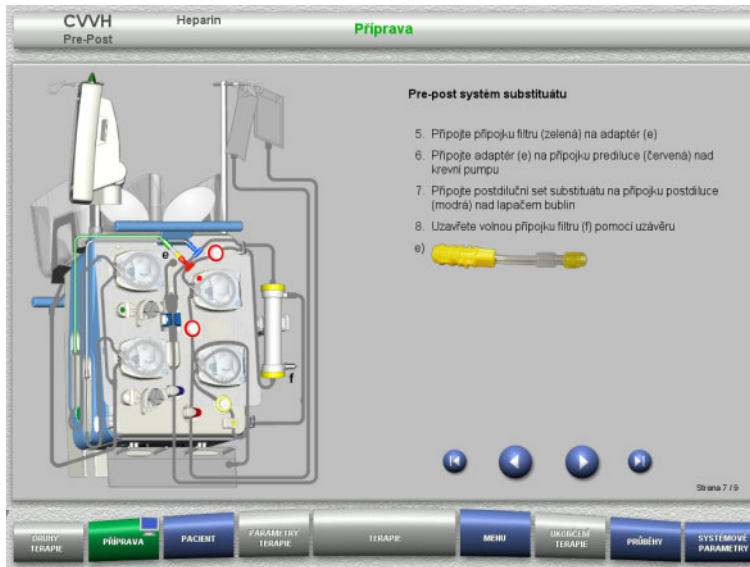 CVVH
Heparin
Příprava
Pre-Post
Pre-post systém substituátu
5. Připojte přípojku filtru (zelená) na adaptér (e)
6. Připojte adaptér (e) na přípojku prediluce (červená) nad
krevní pumpu
7. Připojte postdiluční set substituátu na přípojku postdiluce
(modrá) nad lapačem bublin
8. Uzavřete volnou přípojku filtru (f) pomocí uzávěru
e)
e
f
Strana 7 / 9
DRUHY
TERAPIE
PŘÍPRAVA
PACIENT
PARAMETRY
TERAPIE
TERAPIE
MENU
UKONČENÍ
TERAPIE
PRŮBĚHY
SYSTÉMOVÉ
PARAMETRY